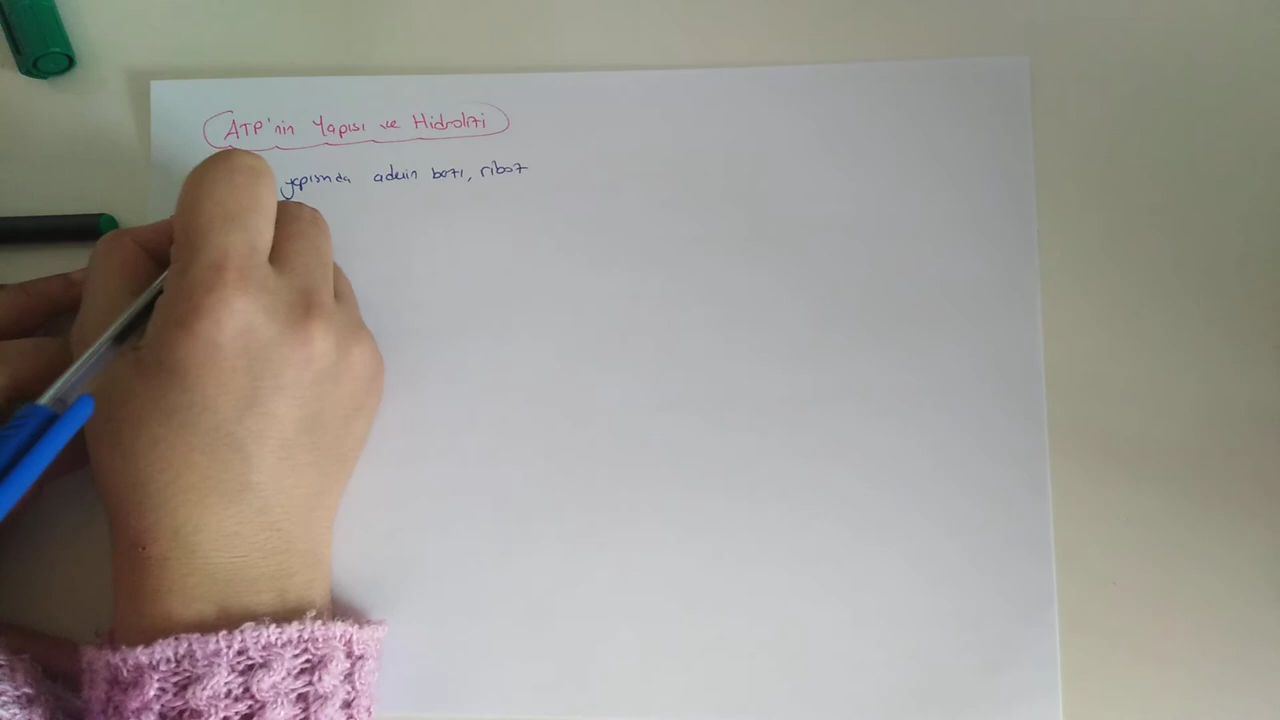 ATP'nin Yapısı ve Hidrolizi
yapısında adenin bazı, riboz